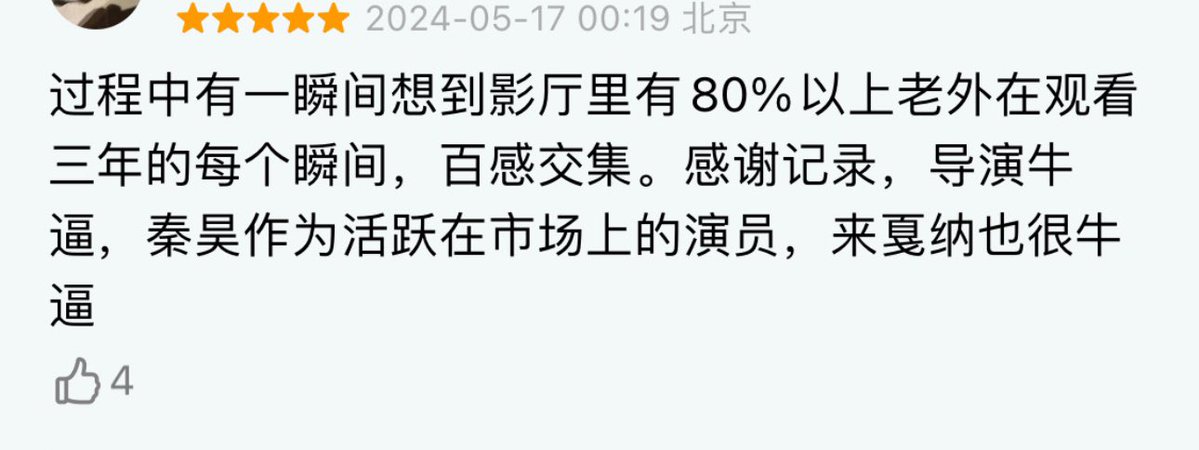 2024-05-17 00:19 北京
过程中有一瞬间想到影厅里有80%以上老外在观看
三年的每个瞬间，百感交集。感谢记录，导演牛
逼，秦昊作为活跃在市场上的演员，来戛纳也很牛
逼
4